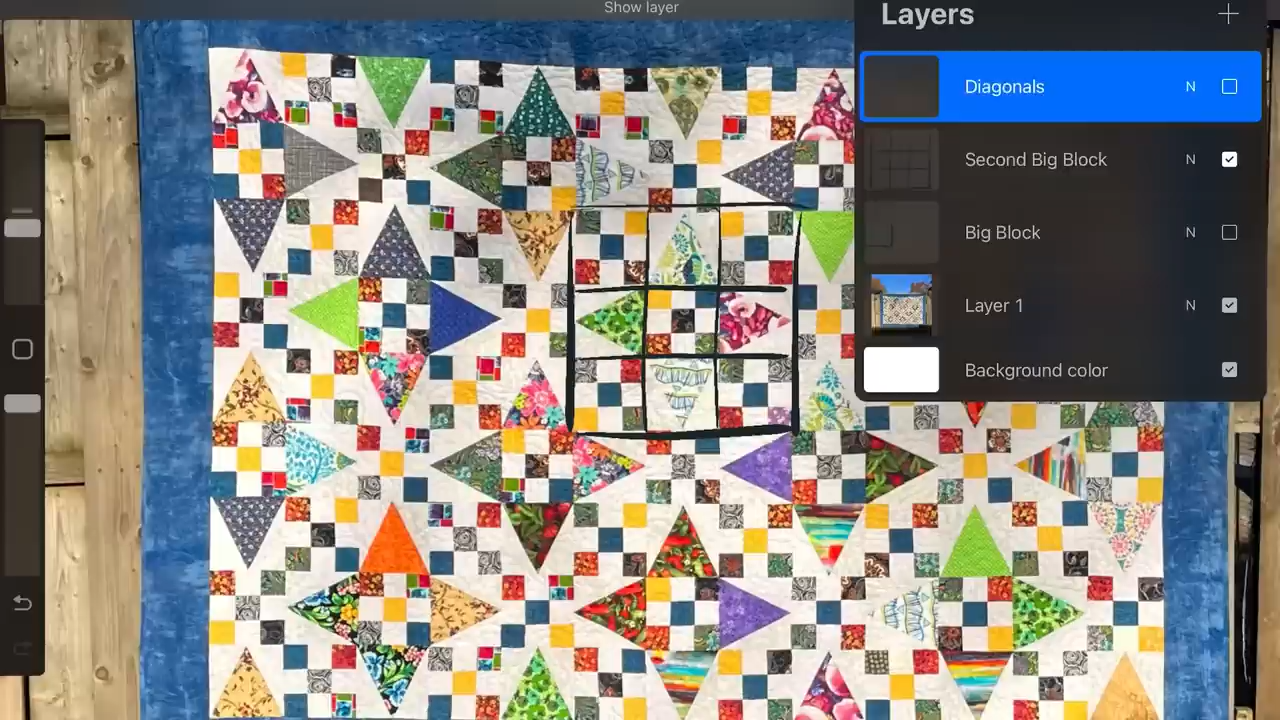 Show layer
Layers
Diagonals N
Second Big Block N
Big Block N
Layer 1 N
Background color